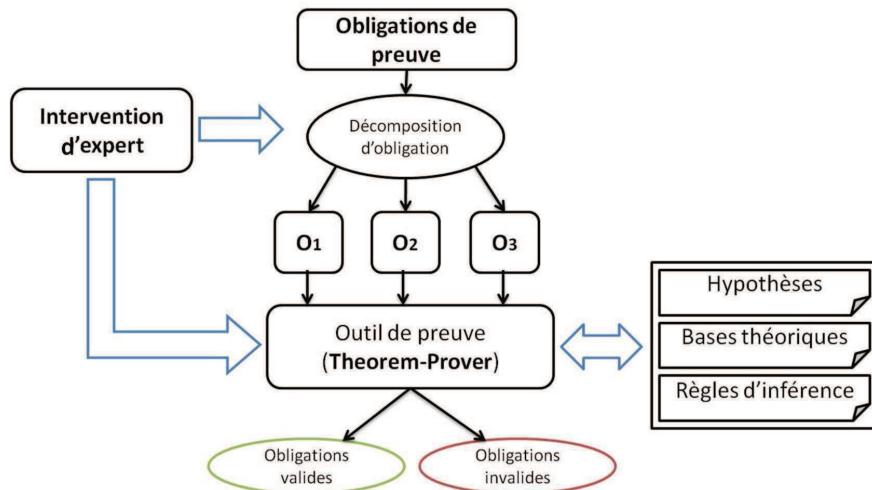 Obligations de
preuve
Intervention
d'expert
Décomposition
d'obligation
O1
O2
O3
Outil de preuve
(Theorem-Prover)
Hypothèses
Bases théoriques
Règles d'inférence
Obligations
valides
Obligations
invalides